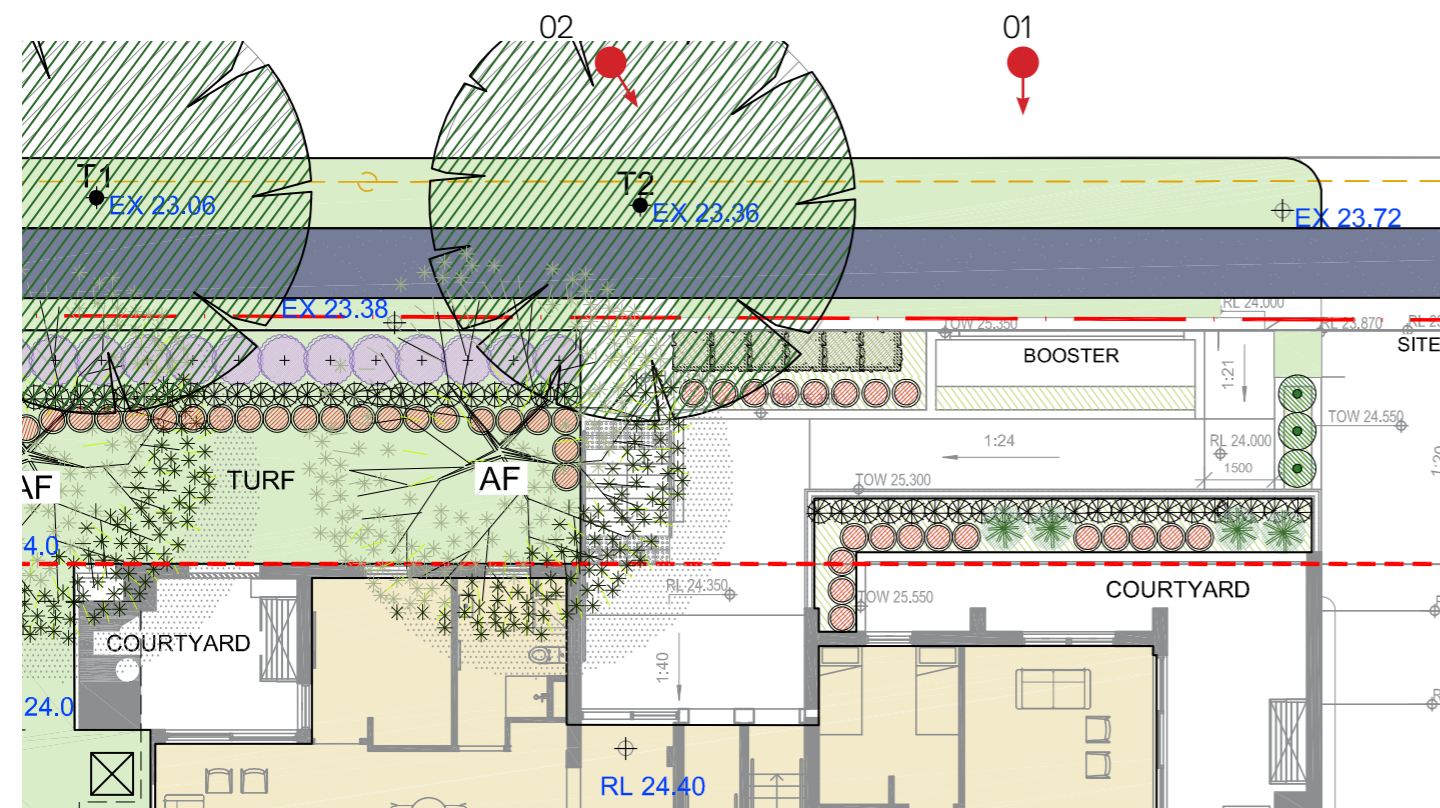 02
01
T1
EX 23.06
T2
EX 23.36
EX 23.72
EX 23.38
RL 24.000
TOW 25.350
RL 23.870
SITE
BOOSTER
1:21
TOW 24.550
1:24
RL 24.000
1500
TURF
AF
AF
TOW 25.300
4.0
RL 24.350
COURTYARD
TOW 25.550
COURTYARD
1:40
24.0
RL 24.40